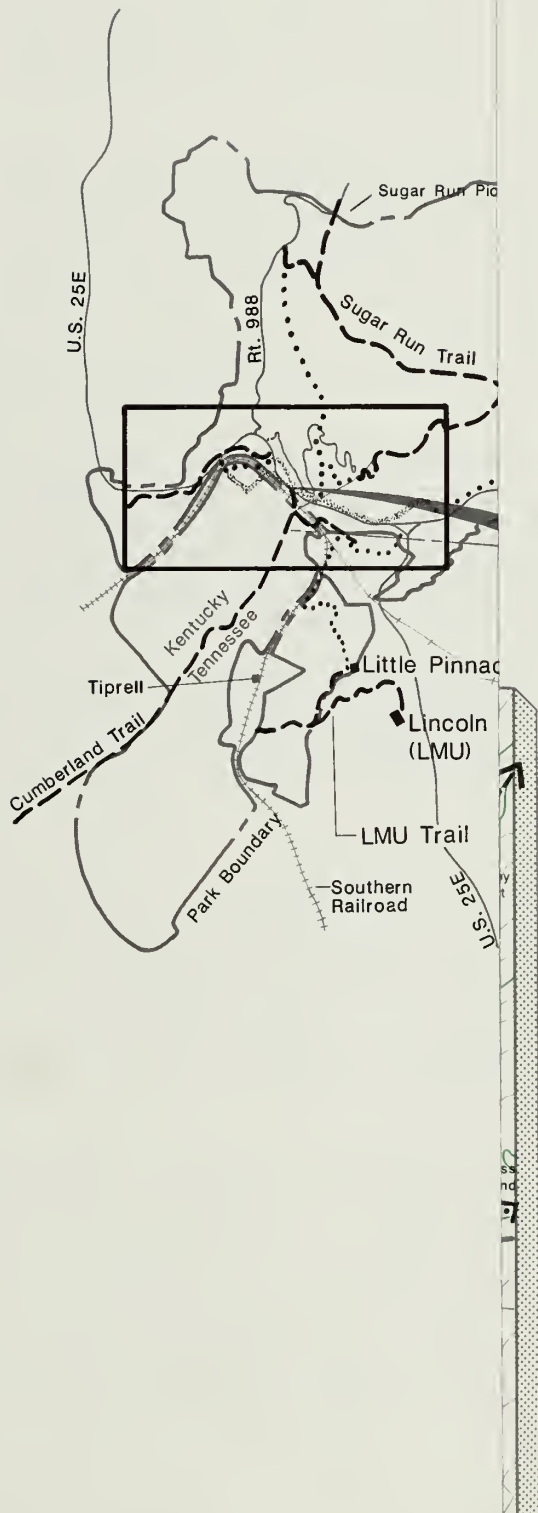 Sugar Run Pic
U.S. 25E
Rt. 988
Sugar Run Trail
Kentucky
Tennessee
Tiprell
Little Pinnac
Lincoln
(LMU)
Cumberland Trail
LMU Trail
Park Boundary
Southern
Railroad
U.S. 25E
ss